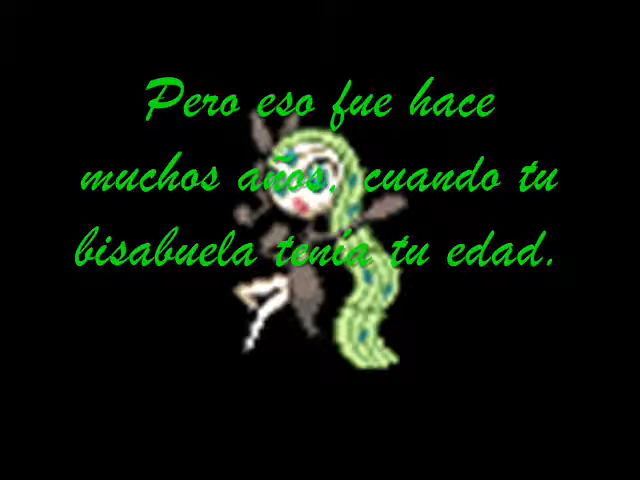 Pero eso fue hace
muchos años, cuando tu
bisabuela tenía tu edad.